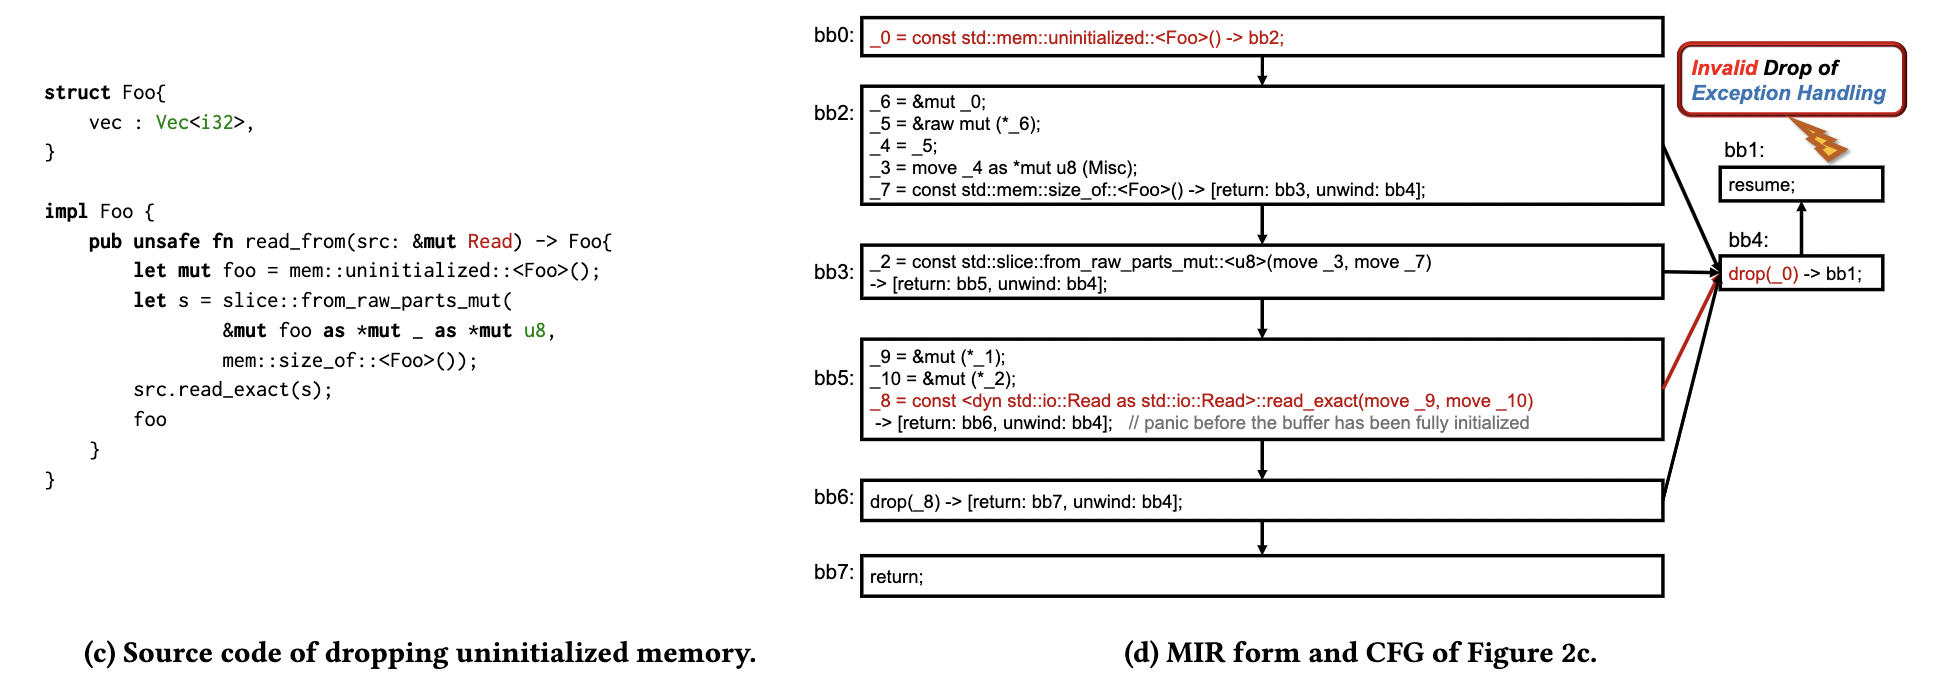 struct Foo{
vec : Vec<i32>,
}
impl Foo {
pub unsafe fn read_from(src: &mut Read) -> Foo{
let mut foo = mem::uninitialized::<Foo>();
let s = slice::from_raw_parts_mut(
&mut foo as *mut _ as *mut u8,
mem::size_of::<Foo>());
src.read_exact(s);
foo
}
}
(c) Source code of dropping uninitialized memory.
bb0:
_0 = const std::mem::uninitialized::<Foo>() -> bb2;
bb2:
_6 = &mut _0;
_5 = &raw mut (*_6);
_4 = _5;
_3 = move _4 as *mut u8 (Misc);
_7 = const std::mem::size_of::<Foo>() -> [return: bb3, unwind: bb4];
bb3:
_2 = const std::slice::from_raw_parts_mut::<u8>(move _3, move _7)
-> [return: bb5, unwind: bb4];
bb5:
_9 = &mut (*_1);
_10 = &mut (*_2);
_8 = const <dyn std::io::Read as std::io::Read>::read_exact(move _9, move _10)
-> [return: bb6, unwind: bb4]; // panic before the buffer has been fully initialized
bb6:
drop(_8) -> [return: bb7, unwind: bb4];
bb7:
return;
Invalid Drop of
Exception Handling
bb1:
resume;
bb4:
drop(_0) -> bb1;
(d) MIR form and CFG of Figure 2c.